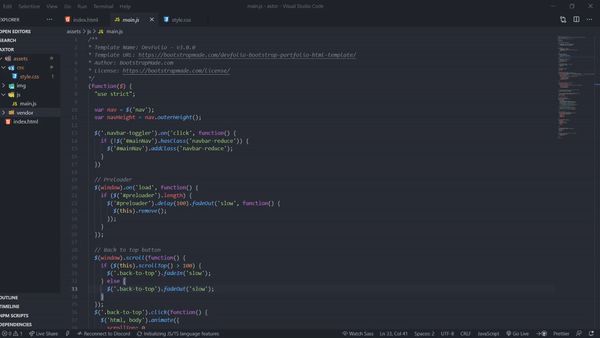 Edit Selection View Go Run Terminal Help
main.js - axtor - Visual Studio Code
EXPLORER
index.html
main.js
style.css
OPEN EDITORS
SEARCH
AXTOR
assets
css
style.css
img
js
main.js
vendor
index.html
OUTLINE
TIMELINE
NPM SCRIPTS
DEPENDENCIES
assets > js > main.js
/**
* Template Name: DevFolio - v3.0.0
* Template URL: https://bootstrapmade.com/devfolio-bootstrap-portfolio-html-template/
* Author: BootstrapMade.com
* License: https://bootstrapmade.com/license/
*/
(function($) {
"use strict";
var nav = $('nav');
var navHeight = nav.outerHeight();
$('.navbar-toggler').on('click', function() {
if (!$('#mainNav').hasClass('navbar-reduce')) {
$('#mainNav').addClass('navbar-reduce');
}
})
// Preloader
$(window).on('load', function() {
if ($('#preloader').length) {
$('#preloader').delay(100).fadeOut('slow', function() {
$(this).remove();
});
}
});
// Back to top button
$(window).scroll(function() {
if ($(this).scrollTop() > 100) {
$('.back-to-top').fadeIn('slow');
} else {
33 $('.back-to-top').fadeOut('slow');
}
});
$('.back-to-top').click(function() {
$('html, body').animate({
scrollTop: 0
0 1 Live Share Reconnect to Discord Initializing JS/TS language features Watch Sass Ln 33, Col 41 Spaces: 2 UTF-8 CRLF JavaScript Go Live Prettier